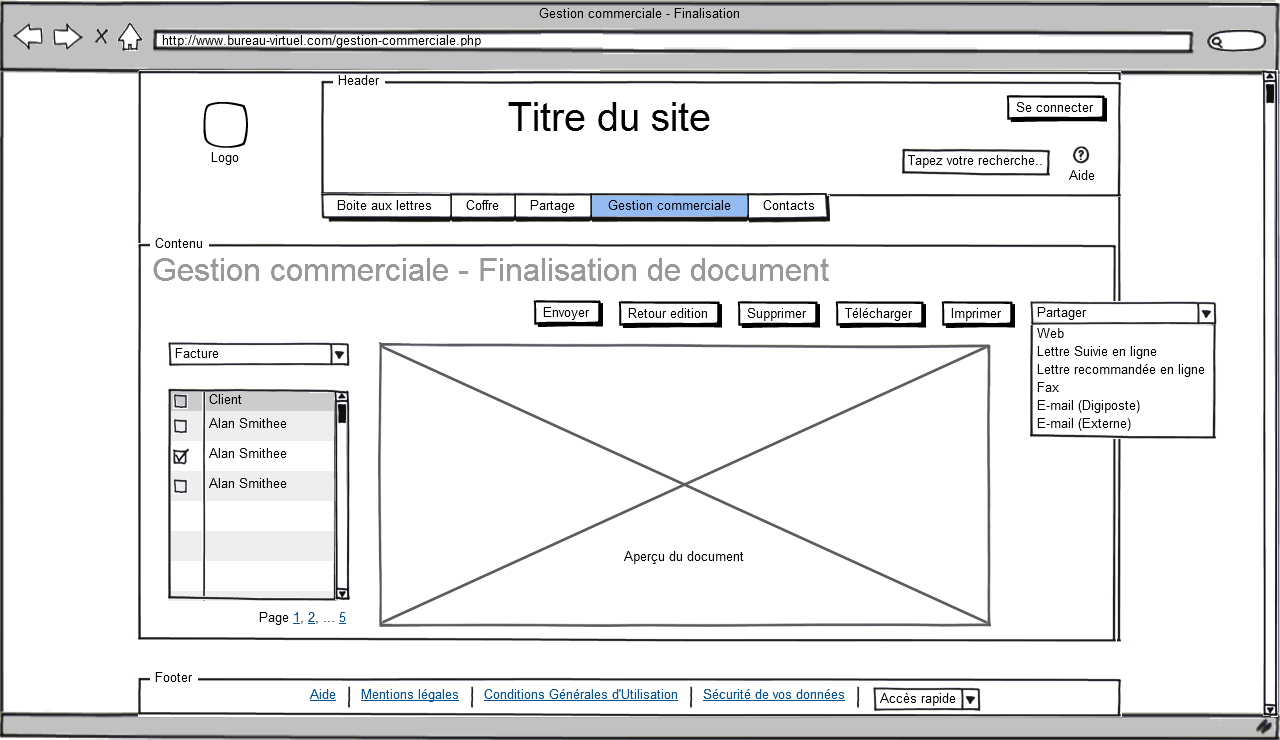 Gestion commerciale - Finalisation
http://www.bureau-virtuel.com/gestion-commerciale.php
Header
Logo
Titre du site
Se connecter
Tapez votre recherche..
Aide
Boite aux lettres Coffre Partage Gestion commerciale Contacts
Contenu
Gestion commerciale - Finalisation de document
Envoyer Retour edition Supprimer Télécharger Imprimer Partager
Web
Lettre Suivie en ligne
Lettre recommandée en ligne
Fax
E-mail (Digiposte)
E-mail (Externe)
Facture
Client
Alan Smithee
Alan Smithee
Alan Smithee
Aperçu du document
Page 1, 2, ... 5
Footer
Aide Mentions légales Conditions Générales d'Utilisation Sécurité de vos données Accès rapide